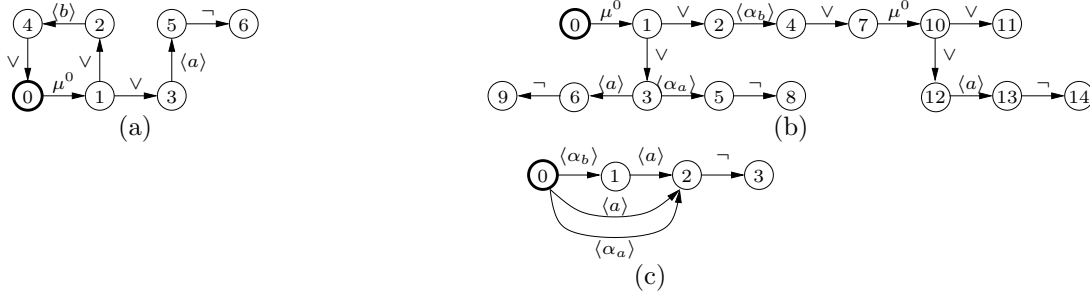 4 ⟨b⟩ 2 5 ¬ 6
∨ ∨ ⟨a⟩
0 μ⁰ 1 ∨ 3
(a)
0 μ⁰ 1 ∨ 2 ⟨α_b⟩ 4 ∨ 7 μ⁰ 10 ∨ 11
∨ ∨
9 ¬ 6 ⟨a⟩ 3 ⟨α_a⟩ 5 ¬ 8 12 ⟨a⟩ 13 ¬ 14
(b)
0 ⟨α_b⟩ 1 ⟨a⟩ 2 ¬ 3
⟨a⟩
⟨α_a⟩
(c)